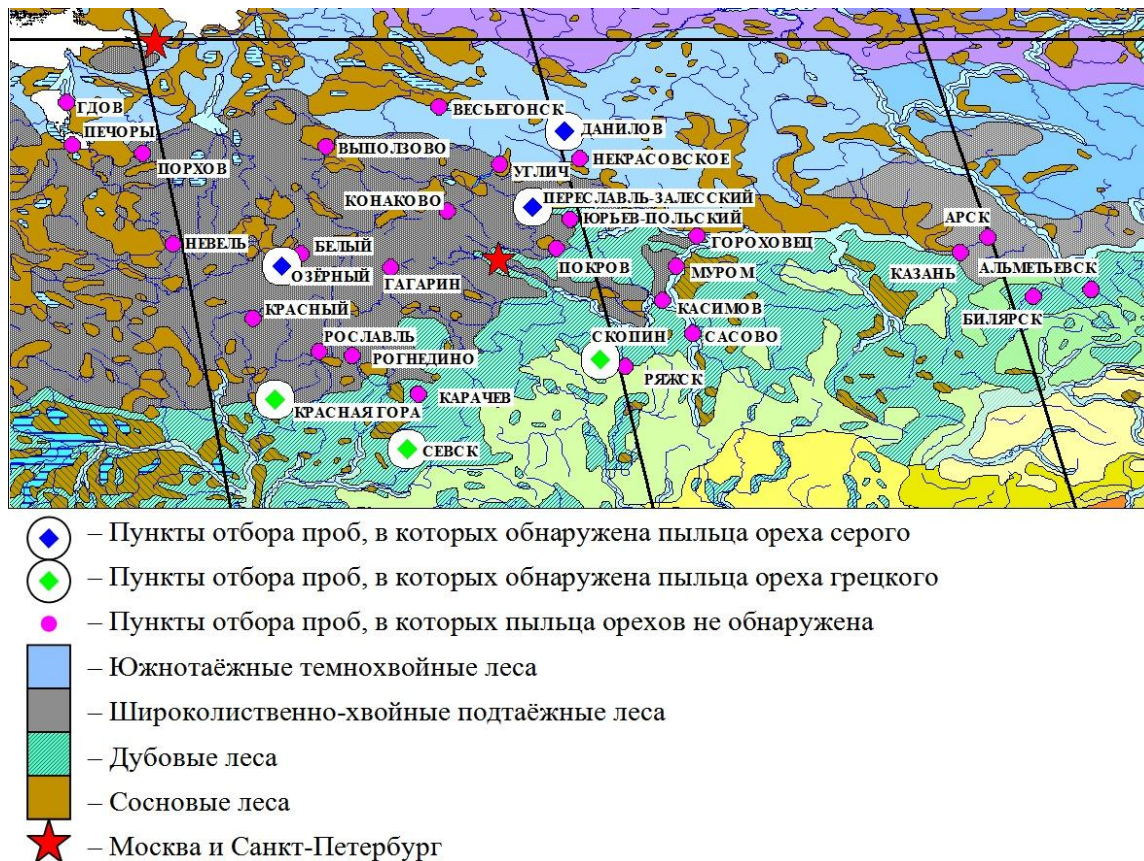 ГДОВ
ВЕСЬЕГОНСК
ПЕЧОРЫ
ДАНИЛОВ
ВЫПОЛЗОВО
НЕКРАСОВСКОЕ
ПОРХОВ
УГЛИЧ
КОНАКОВО
ПЕРЕСЛАВЛЬ-ЗАЛЕССКИЙ
ЮРЬЕВ-ПОЛЬСКИЙ
АРСК
НЕВЕЛЬ
БЕЛЫЙ
ГОРОХОВЕЦ
ОЗЁРНЫЙ
ПОКРОВ
КАЗАНЬ
АЛЬМЕТЬЕВСК
ГАГАРИН
МУРОМ
КРАСНЫЙ
КАСИМОВ
БИЛЯРСК
РОСЛАВЛЬ
СКОПИН
САСОВО
РОГНЕДИНО
РЯЖСК
КАРАЧЕВ
КРАСНАЯ ГОРА
СЕВСК
– Пункты отбора проб, в которых обнаружена пыльца ореха серого
– Пункты отбора проб, в которых обнаружена пыльца ореха грецкого
– Пункты отбора проб, в которых пыльца орехов не обнаружена
– Южнотаёжные темнохвойные леса
– Широколиственно-хвойные подтаёжные леса
– Дубовые леса
– Сосновые леса
– Москва и Санкт-Петербург